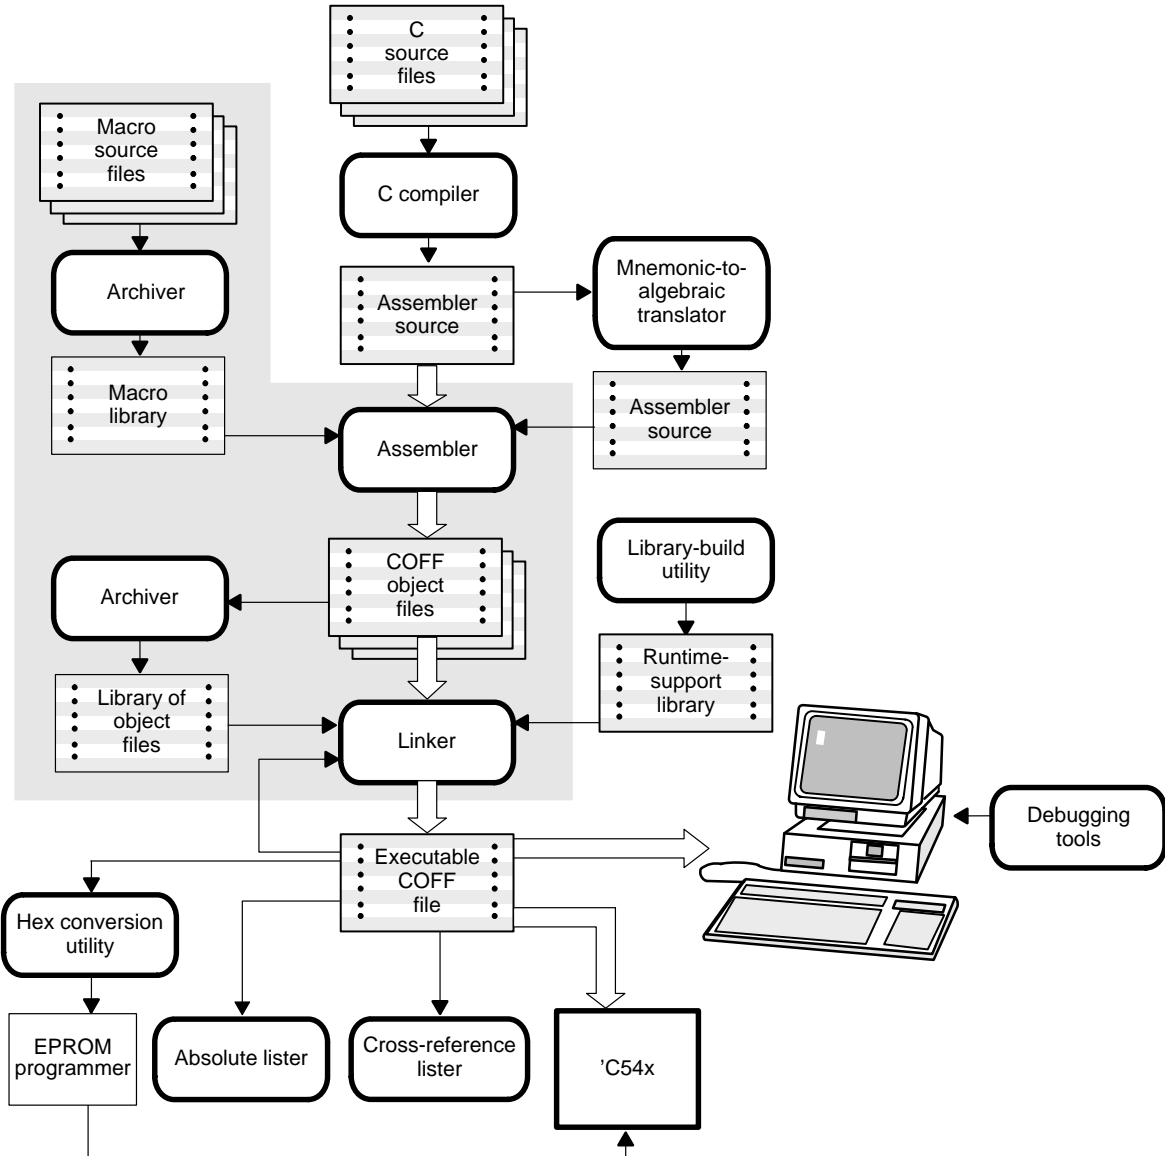 C
source
files
Macro
source
files
C compiler
Archiver
Mnemonic-to-
algebraic
translator
Assembler
source
Macro
library
Assembler
source
Assembler
Library-build
utility
COFF
object
files
Archiver
Runtime-
support
library
Library of
object
files
Linker
Debugging
tools
Executable
COFF
file
Hex conversion
utility
EPROM
programmer
Absolute lister
Cross-reference
lister
’C54x